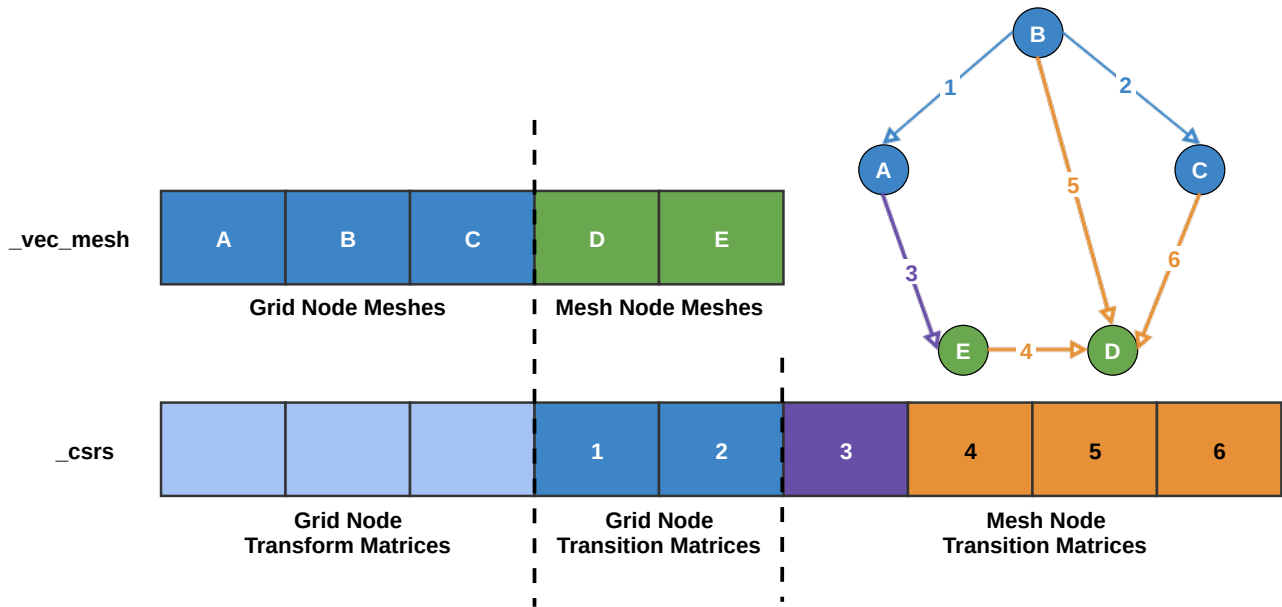 B
1
2
A
C
5
_vec_mesh
A
B
C
D
E
6
3
Grid Node Meshes
Mesh Node Meshes
E
4
D
_csrs
1
2
3
4
5
6
Grid Node
Transform Matrices
Grid Node
Transition Matrices
Mesh Node
Transition Matrices